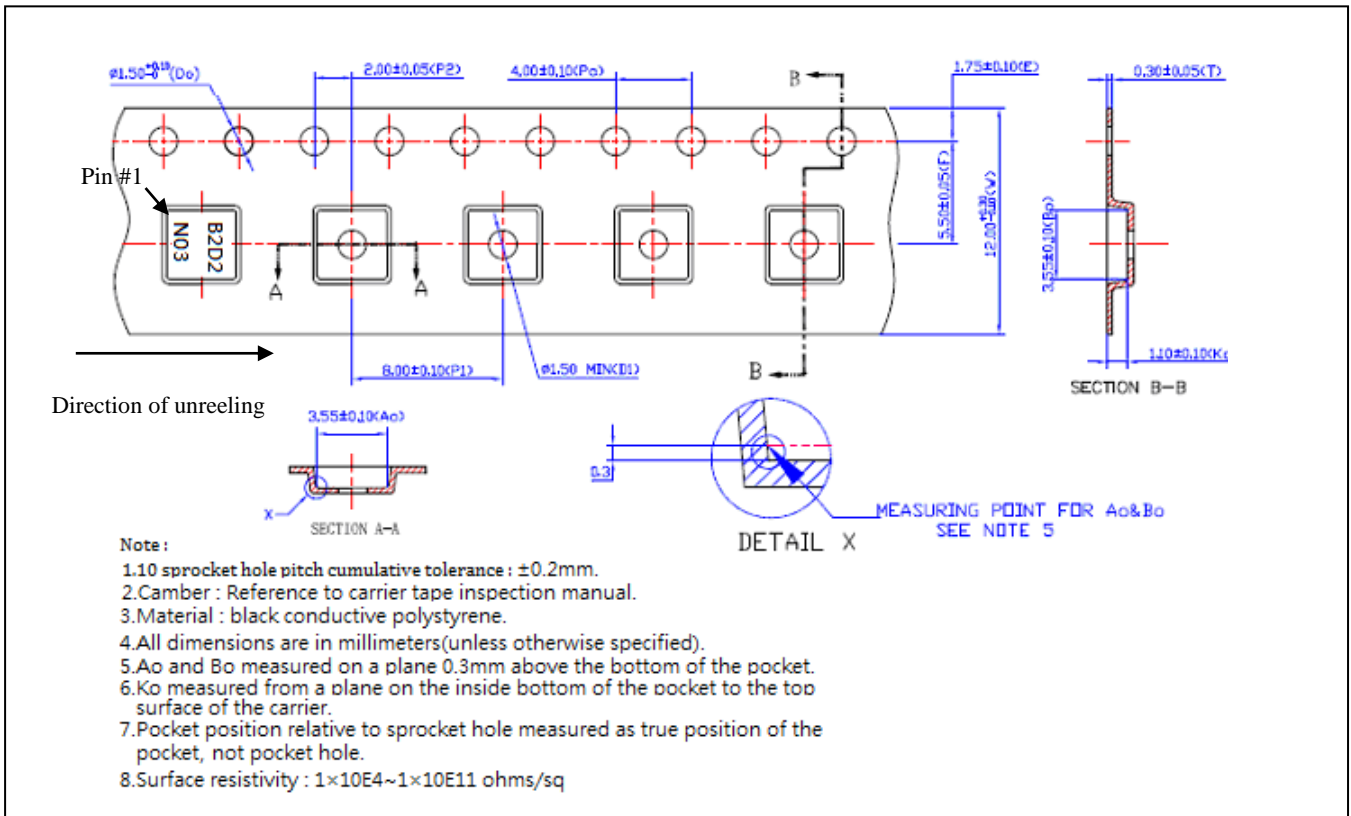 ø1.50+0.10-0(Do)
2.00±0.05(P2)
4.00±0.10(Po)
B
1.75±0.10(E)
0.30±0.05(T)
Pin #1
B2D2
N03
A
A
5.50±0.05(F)
12.00+0.30-0.10(W)
3.55±0.10(Bo)
8.00±0.10(P1)
ø1.50 MIN(D1)
B
1.10±0.10(Ko
SECTION B-B
Direction of unreeling
3.55±0.10(Ao)
0.3
X
SECTION A-A
MEASURING POINT FOR Ao&Bo
SEE NOTE 5
DETAIL X
Note :
1.10 sprocket hole pitch cumulative tolerance : ±0.2mm.
2.Camber : Reference to carrier tape inspection manual.
3.Material : black conductive polystyrene.
4.All dimensions are in millimeters(unless otherwise specified).
5.Ao and Bo measured on a plane 0.3mm above the bottom of the pocket.
6.Ko measured from a plane on the inside bottom of the pocket to the top
surface of the carrier.
7.Pocket position relative to sprocket hole measured as true position of the
pocket, not pocket hole.
8.Surface resistivity : 1×10E4~1×10E11 ohms/sq